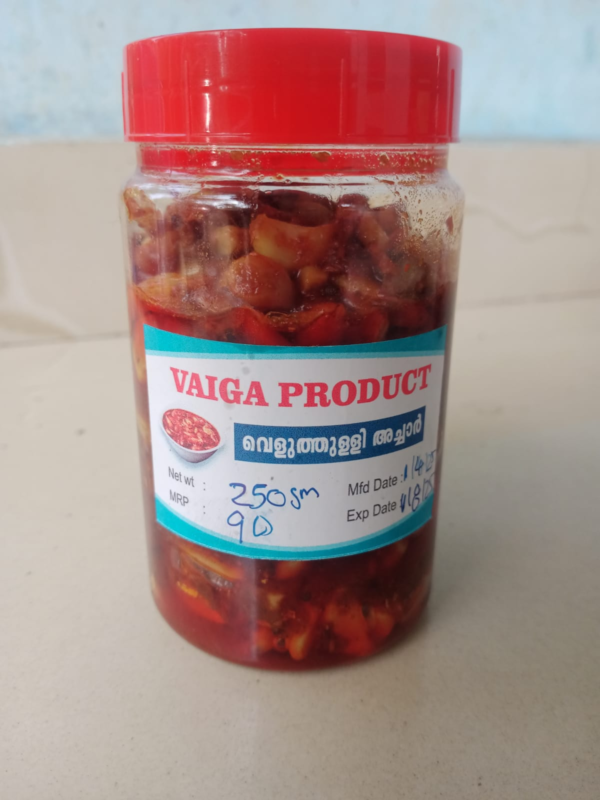 VAIGA PRODUCT
വെളുത്തുള്ളി അച്ചാർ
Net wt : 250gm
MRP : 90
Mfd Date :
Exp Date